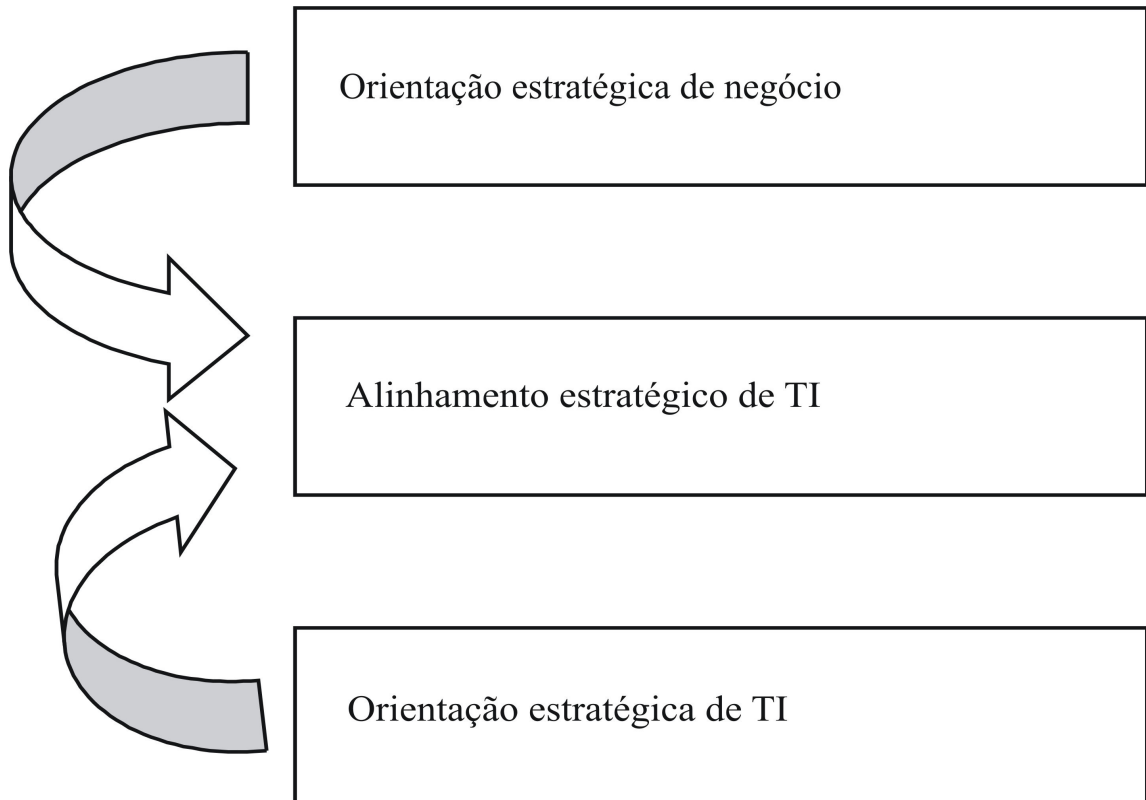 Orientação estratégica de negócio
Alinhamento estratégico de TI
Orientação estratégica de TI